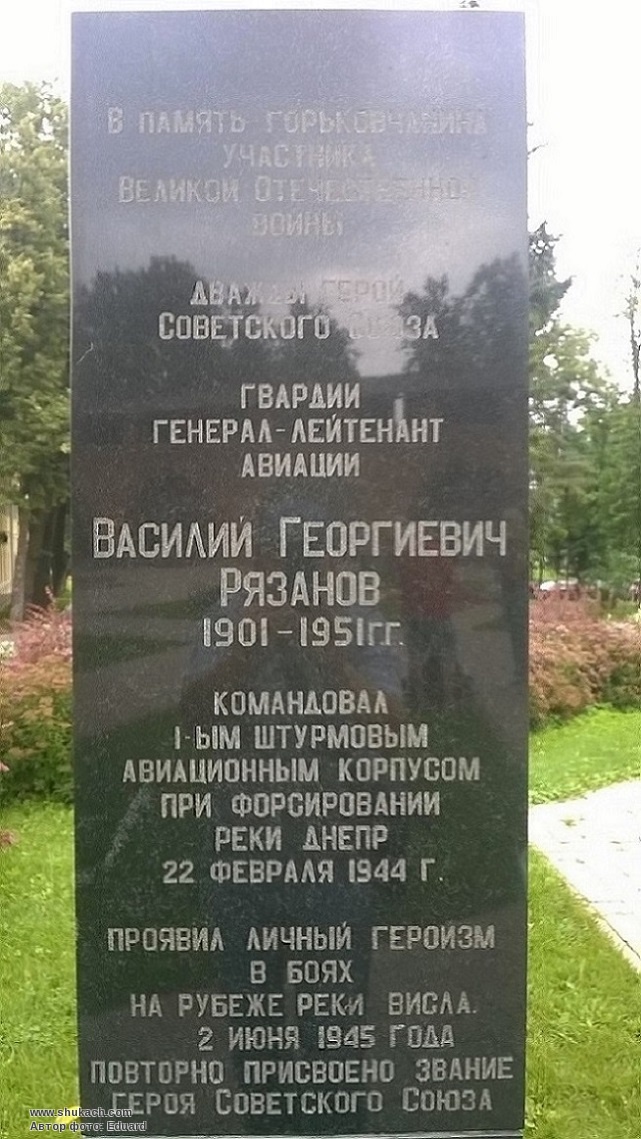 В ПАМЯТЬ ГОРЬКОВЧАНИНА
УЧАСТНИКА
ВЕЛИКОЙ ОТЕЧЕСТВЕННОЙ
ВОЙНЫ
ДВАЖДЫ ГЕРОЙ
СОВЕТСКОГО СОЮЗА
ГВАРДИИ
ГЕНЕРАЛ-ЛЕЙТЕНАНТ
АВИАЦИИ
ВАСИЛИЙ ГЕОРГИЕВИЧ
РЯЗАНОВ
1901-1951 ГГ.
КОМАНДОВАЛ
1-ЫМ ШТУРМОВЫМ
АВИАЦИОННЫМ КОРПУСОМ
ПРИ ФОРСИРОВАНИИ
РЕКИ ДНЕПР
22 ФЕВРАЛЯ 1944 Г.
ПРОЯВИЛ ЛИЧНЫЙ ГЕРОИЗМ
В БОЯХ
НА РУБЕЖЕ РЕКИ ВИСЛА.
2 ИЮНЯ 1945 ГОДА
ПОВТОРНО ПРИСВОЕНО ЗВАНИЕ
ГЕРОЯ СОВЕТСКОГО СОЮЗА
www.shukach.com
Автор фото: Eduard